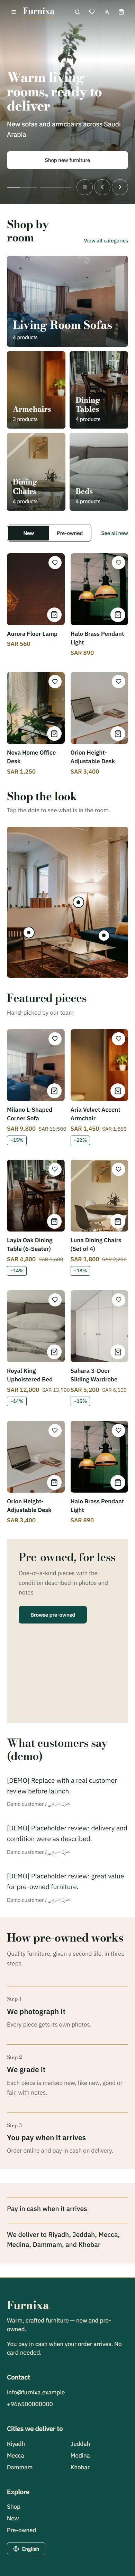 Furnixa
Warm living
rooms, ready to
deliver
New sofas and armchairs across Saudi
Arabia
Shop new furniture
Shop by
room
View all categories
Living Room Sofas
4 products
Armchairs
3 products
Dining
Tables
4 products
Dining
Chairs
4 products
Beds
4 products
New
Pre-owned
See all new
Aurora Floor Lamp
SAR 560
Halo Brass Pendant
Light
SAR 890
Nova Home Office
Desk
SAR 1,250
Orion Height-
Adjustable Desk
SAR 3,400
Shop the look
Tap the dots to see what is in the room.
Featured pieces
Hand-picked by our team
Milano L-Shaped
Corner Sofa
SAR 9,800 SAR 11,500
−15%
Aria Velvet Accent
Armchair
SAR 1,450 SAR 1,850
−22%
Layla Oak Dining
Table (6-Seater)
SAR 4,800 SAR 5,600
−14%
Luna Dining Chairs
(Set of 4)
SAR 1,800 SAR 2,200
−18%
Royal King
Upholstered Bed
SAR 12,000 SAR 13,900
−14%
Sahara 3-Door
Sliding Wardrobe
SAR 5,200 SAR 6,100
−15%
Orion Height-
Adjustable Desk
SAR 3,400
Halo Brass Pendant
Light
SAR 890
Pre-owned, for less
One-of-a-kind pieces with the
condition described in photos and
notes
Browse pre-owned
What customers say
(demo)
[DEMO] Replace with a real customer
review before launch.
Demo customer / عميل تجريبي
[DEMO] Placeholder review: delivery and
condition were as described.
Demo customer / عميل تجريبي
[DEMO] Placeholder review: great value
for pre-owned furniture.
Demo customer / عميل تجريبي
How pre-owned works
Quality furniture, given a second life, in three
steps.
Step 1
We photograph it
Every piece gets its own photos.
Step 2
We grade it
Each piece is marked new, like new, good or
fair, with notes.
Step 3
You pay when it arrives
Order online and pay in cash on delivery.
Pay in cash when it arrives
We deliver to Riyadh, Jeddah, Mecca,
Medina, Dammam, and Khobar
Furnixa
Warm, crafted furniture — new and pre-
owned.
You pay in cash when your order arrives. No
card needed.
Contact
info@furnixa.example
+966500000000
Cities we deliver to
Riyadh
Jeddah
Mecca
Medina
Dammam
Khobar
Explore
Shop
New
Pre-owned
English